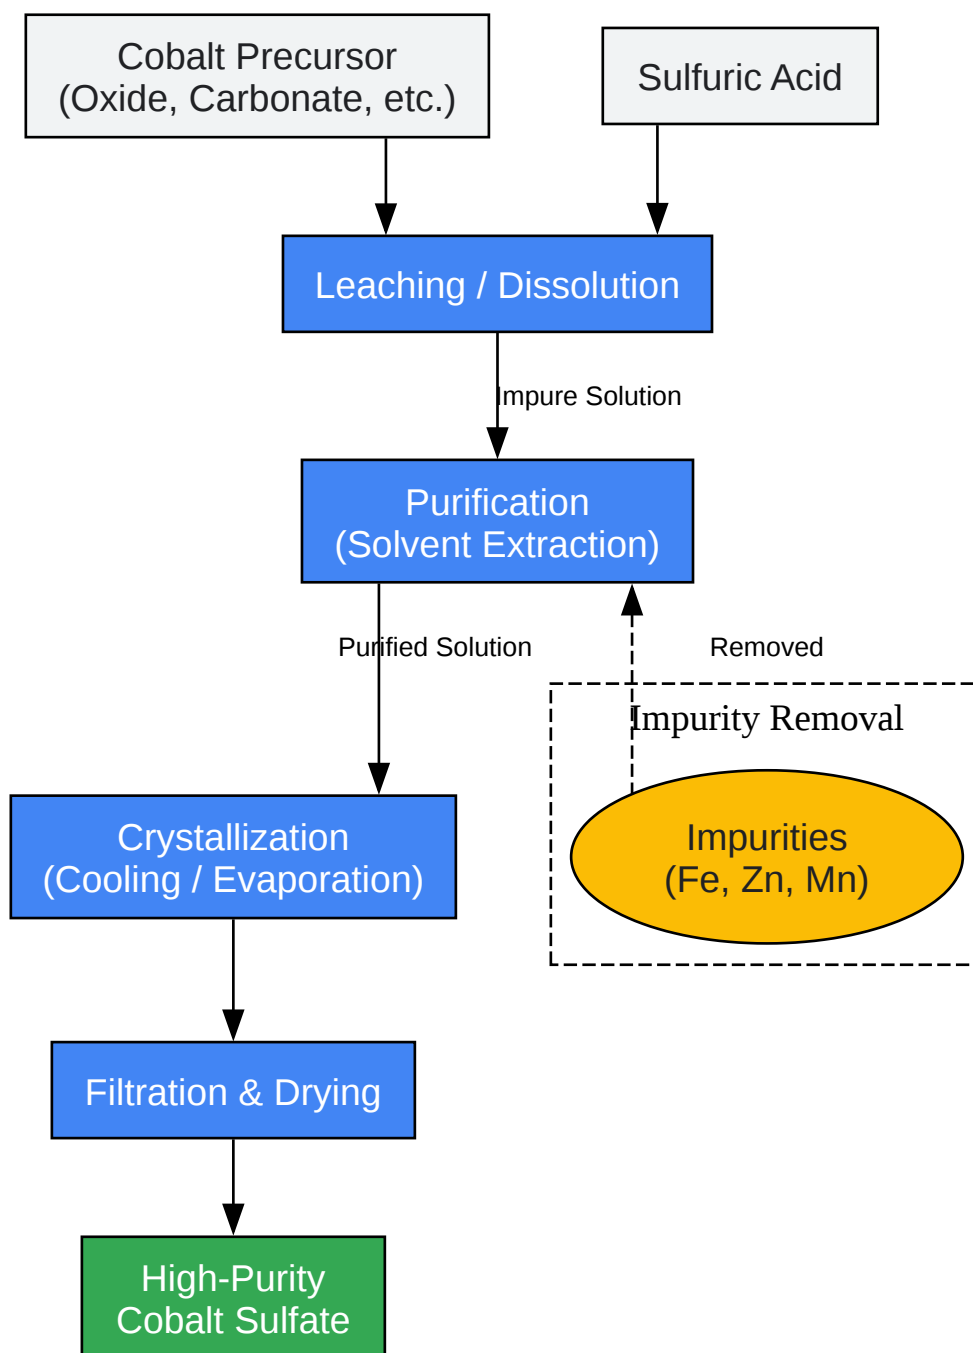 Cobalt Precursor
(Oxide, Carbonate, etc.)
Sulfuric Acid
Leaching / Dissolution
Impure Solution
Purification
(Solvent Extraction)
Purified Solution
Removed
Impurity Removal
Crystallization
(Cooling / Evaporation)
Impurities
(Fe, Zn, Mn)
Filtration & Drying
High-Purity
Cobalt Sulfate